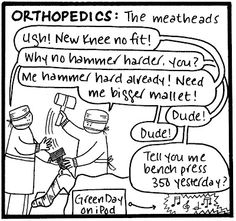 ORTHOPEDICS: The meatheads
Ugh! New Knee no fit!
Why no hammer harder, you?
Me hammer hard already! Need
me bigger mallet!
Dude!
Dude!
Tell you me
bench press
350 yesterday?
Green Day
on iPod